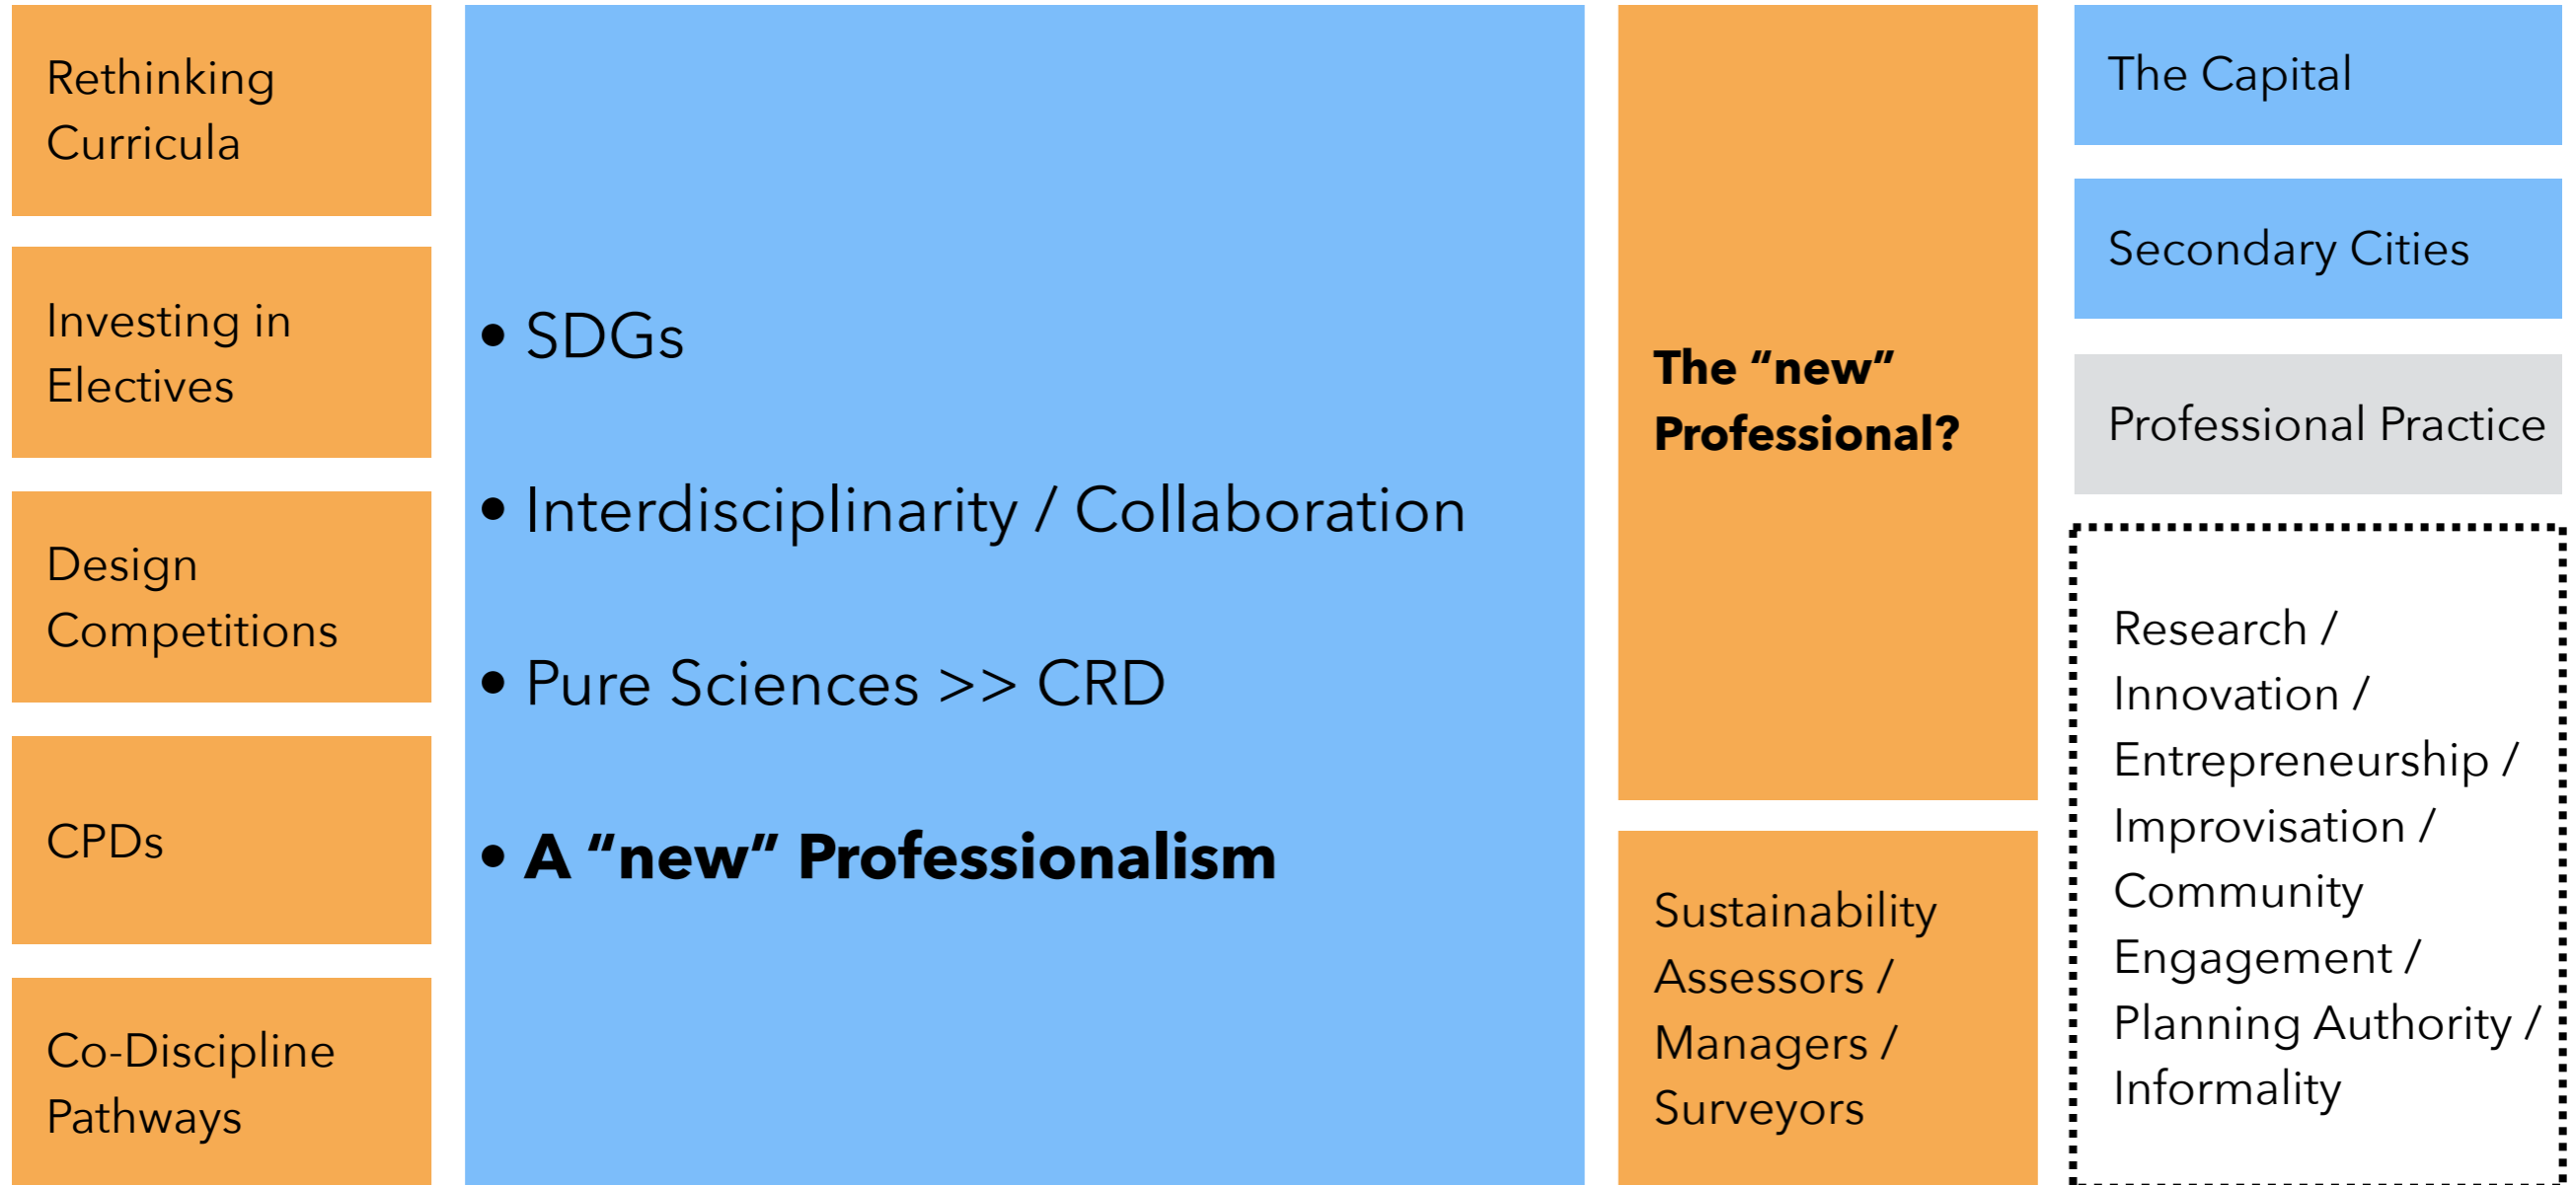 Rethinking
Curricula
Investing in
Electives
Design
Competitions
CPDs
Co-Discipline
Pathways
• SDGs
• Interdisciplinarity / Collaboration
• Pure Sciences >> CRD
• A “new” Professionalism
The “new”
Professional?
Sustainability
Assessors /
Managers /
Surveyors
The Capital
Secondary Cities
Professional Practice
Research /
Innovation /
Entrepreneurship /
Improvisation /
Community
Engagement /
Planning Authority /
Informality